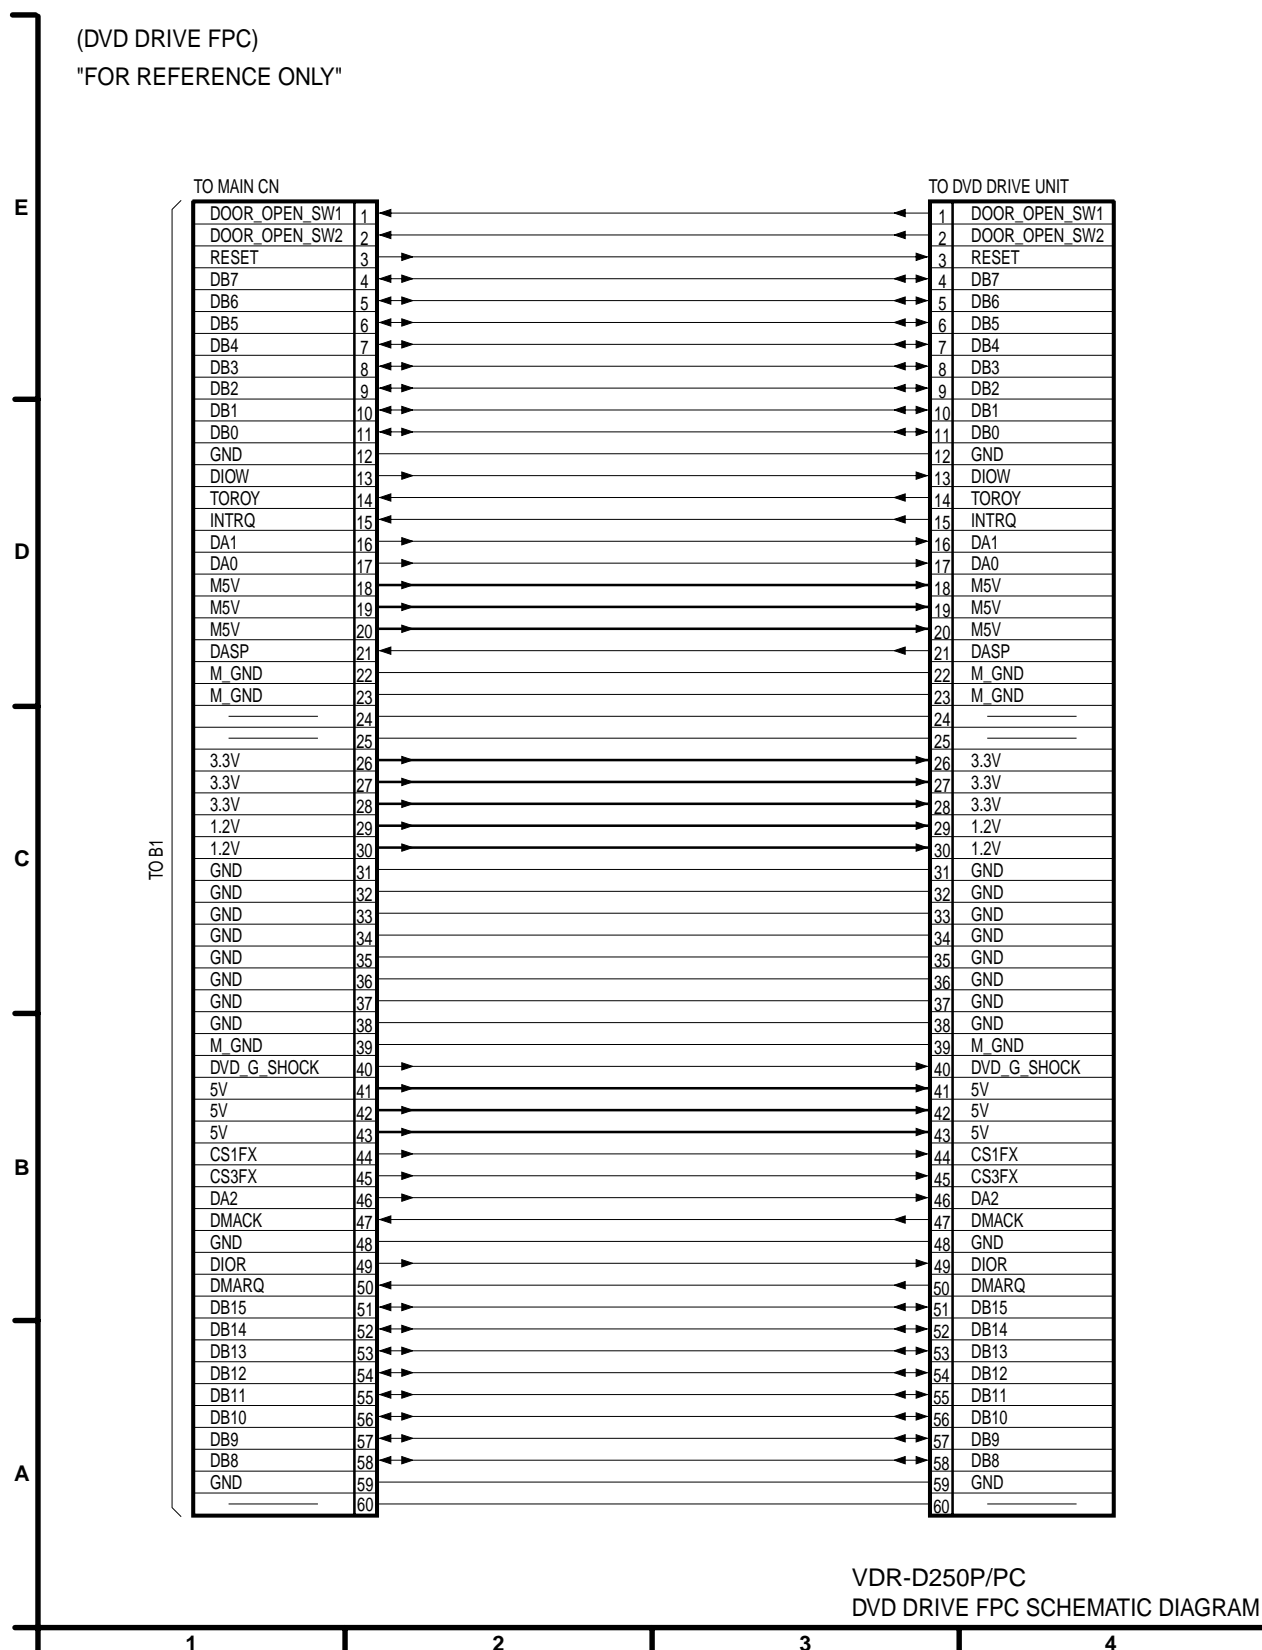 (DVD DRIVE FPC)
"FOR REFERENCE ONLY"
TO MAIN CN TO DVD DRIVE UNIT
E
DOOR_OPEN_SW1 1 1 DOOR_OPEN_SW1
DOOR_OPEN_SW2 2 2 DOOR_OPEN_SW2
RESET 3 3 RESET
DB7 4 4 DB7
DB6 5 5 DB6
DB5 6 6 DB5
DB4 7 7 DB4
DB3 8 8 DB3
DB2 9 9 DB2
DB1 10 10 DB1
DB0 11 11 DB0
GND 12 12 GND
DIOW 13 13 DIOW
TOROY 14 14 TOROY
INTRQ 15 15 INTRQ
D
DA1 16 16 DA1
DA0 17 17 DA0
M5V 18 18 M5V
M5V 19 19 M5V
M5V 20 20 M5V
DASP 21 21 DASP
M_GND 22 22 M_GND
M_GND 23 23 M_GND
24 24
25 25
3.3V 26 26 3.3V
3.3V 27 27 3.3V
3.3V 28 28 3.3V
1.2V 29 29 1.2V
1.2V 30 30 1.2V
C
TO B1
GND 31 31 GND
GND 32 32 GND
GND 33 33 GND
GND 34 34 GND
GND 35 35 GND
GND 36 36 GND
GND 37 37 GND
GND 38 38 GND
M_GND 39 39 M_GND
DVD_G_SHOCK 40 40 DVD_G_SHOCK
5V 41 41 5V
5V 42 42 5V
5V 43 43 5V
CS1FX 44 44 CS1FX
B
CS3FX 45 45 CS3FX
DA2 46 46 DA2
DMACK 47 47 DMACK
GND 48 48 GND
DIOR 49 49 DIOR
DMARQ 50 50 DMARQ
DB15 51 51 DB15
DB14 52 52 DB14
DB13 53 53 DB13
DB12 54 54 DB12
DB11 55 55 DB11
DB10 56 56 DB10
DB9 57 57 DB9
DB8 58 58 DB8
A
GND 59 59 GND
60 60
VDR-D250P/PC
DVD DRIVE FPC SCHEMATIC DIAGRAM
1 2 3 4